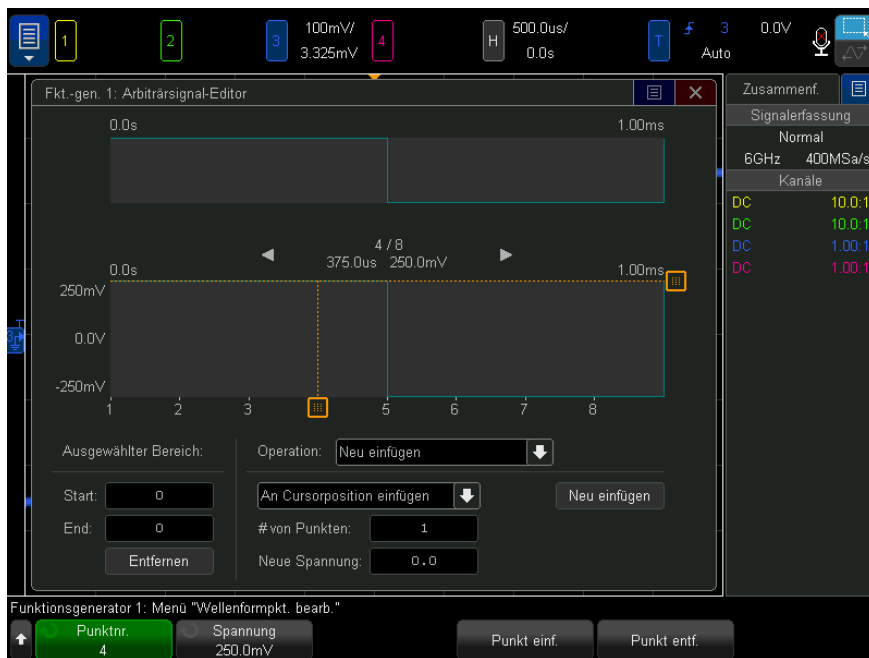 1 2 3 100mV/ 3.325mV 4 H 500.0us/ 0.0s T 3 0.0V Auto
Fkt.-gen. 1: Arbiträrsignal-Editor
0.0s 1.00ms
4 / 8
375.0us 250.0mV
0.0s 1.00ms
250mV
0.0V
-250mV
1 2 3 5 6 7 8
Ausgewählter Bereich:
Start: 0
End: 0
Entfernen
Operation: Neu einfügen
An Cursorposition einfügen
Neu einfügen
# von Punkten: 1
Neue Spannung: 0.0
Zusammenf.
Signalerfassung
Normal
6GHz 400MSa/s
Kanäle
DC 10.0:1
DC 10.0:1
DC 1.00:1
DC 1.00:1
T
3
Funktionsgenerator 1: Menü "Wellenformpkt. bearb."
Punktnr.
4
Spannung
250.0mV
Punkt einf.
Punkt entf.